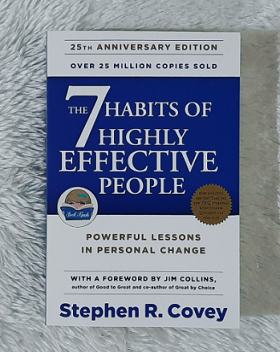 25TH ANNIVERSARY EDITION
OVER 25 MILLION COPIES SOLD
THE 7 HABITS OF
HIGHLY
EFFECTIVE
PEOPLE
POWERFUL LESSONS
IN PERSONAL CHANGE
WITH A FOREWORD BY JIM COLLINS,
author of Good to Great and co-author of Great by Choice
Stephen R. Covey